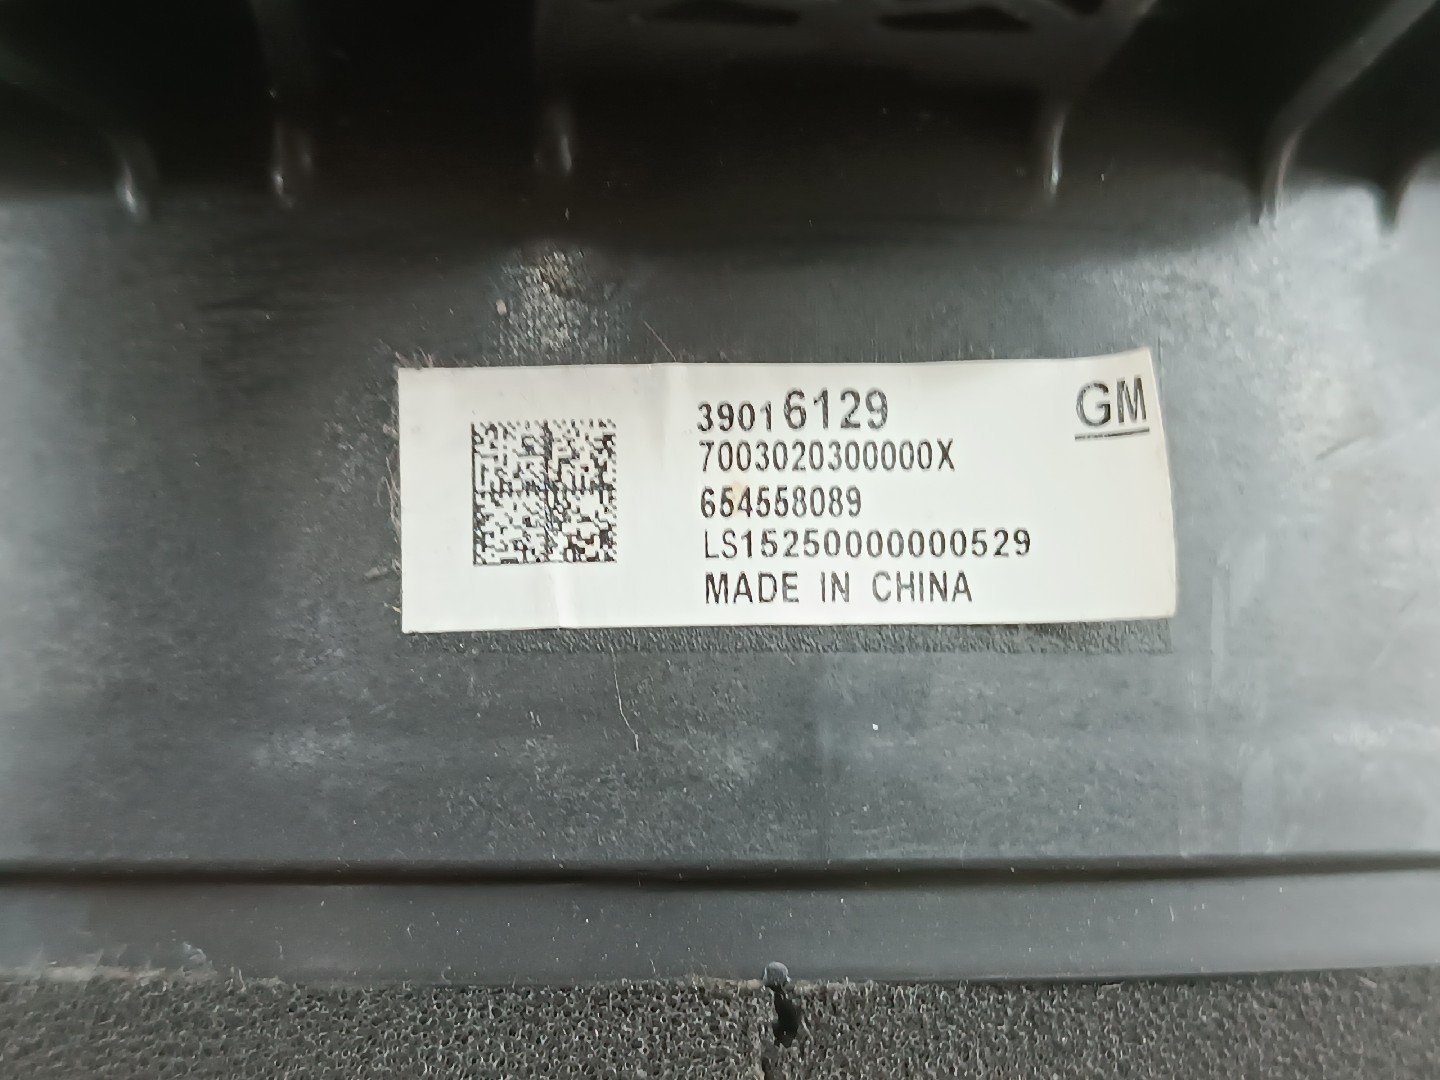 39016129
GM
7003020300000X
654558089
LS15250000000529
MADE IN CHINA